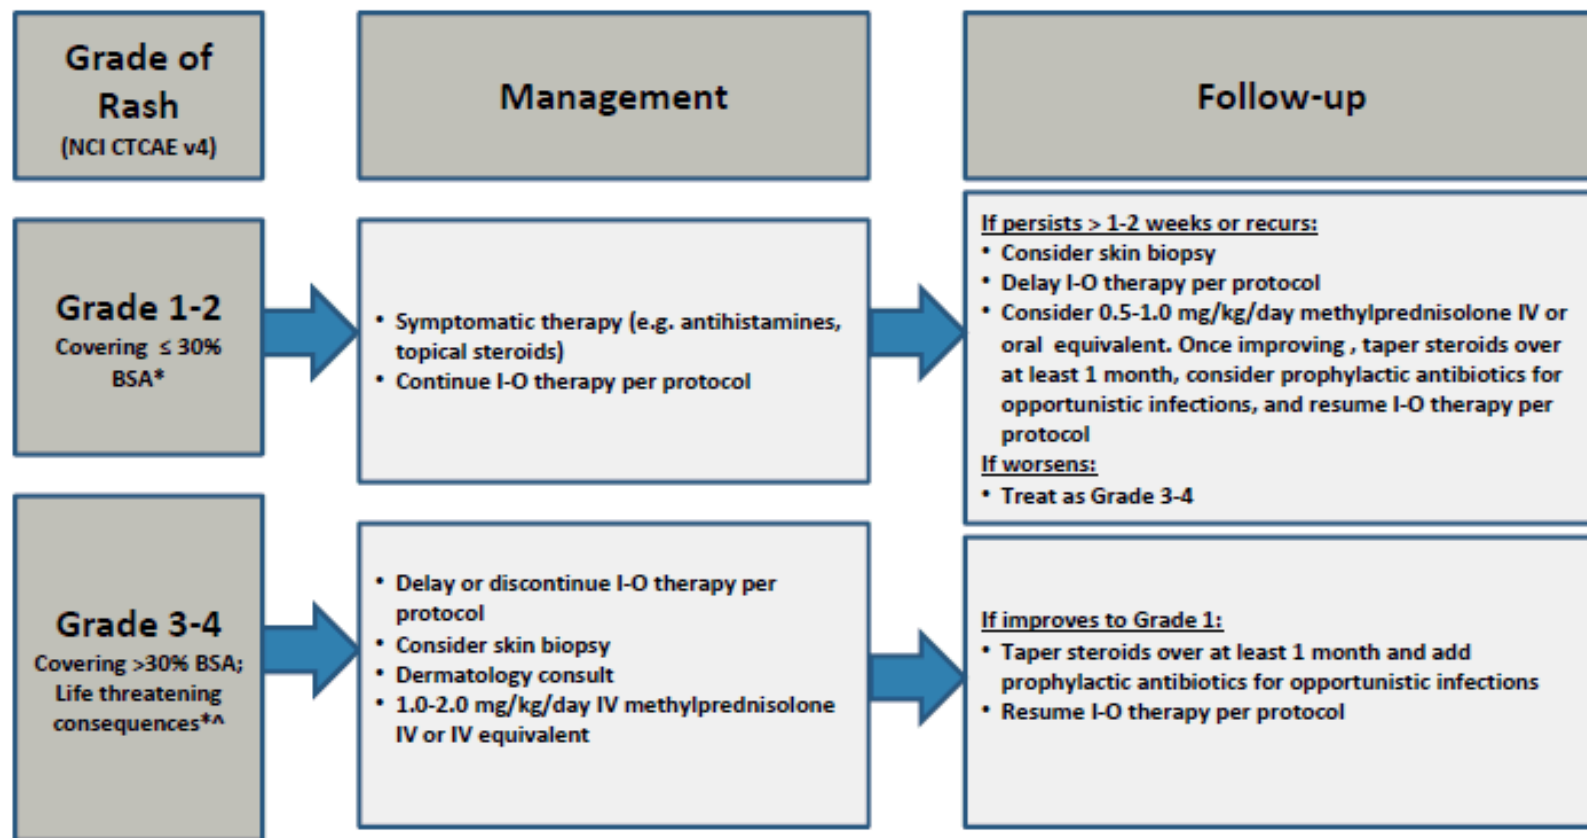 Grade of
Rash
(NCI CTCAE v4)
Management
Follow-up
Grade 1-2
Covering ≤ 30%
BSA*
• Symptomatic therapy (e.g. antihistamines,
topical steroids)
• Continue I-O therapy per protocol
If persists > 1-2 weeks or recurs:
• Consider skin biopsy
• Delay I-O therapy per protocol
• Consider 0.5-1.0 mg/kg/day methylprednisolone IV or
oral equivalent. Once improving , taper steroids over
at least 1 month, consider prophylactic antibiotics for
opportunistic infections, and resume I-O therapy per
protocol
If worsens:
• Treat as Grade 3-4
Grade 3-4
Covering >30% BSA;
Life threatening
consequences*^
• Delay or discontinue I-O therapy per
protocol
• Consider skin biopsy
• Dermatology consult
• 1.0-2.0 mg/kg/day IV methylprednisolone
IV or IV equivalent
If improves to Grade 1:
• Taper steroids over at least 1 month and add
prophylactic antibiotics for opportunistic infections
• Resume I-O therapy per protocol